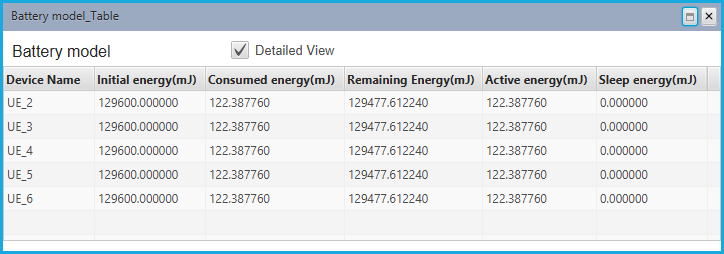 Battery model_Table
Battery model Detailed View
Device Name Initial energy(mJ) Consumed energy(mJ) Remaining Energy(mJ) Active energy(mJ) Sleep energy(mJ)
UE_2 129600.000000 122.387760 129477.612240 122.387760 0.000000
UE_3 129600.000000 122.387760 129477.612240 122.387760 0.000000
UE_4 129600.000000 122.387760 129477.612240 122.387760 0.000000
UE_5 129600.000000 122.387760 129477.612240 122.387760 0.000000
UE_6 129600.000000 122.387760 129477.612240 122.387760 0.000000